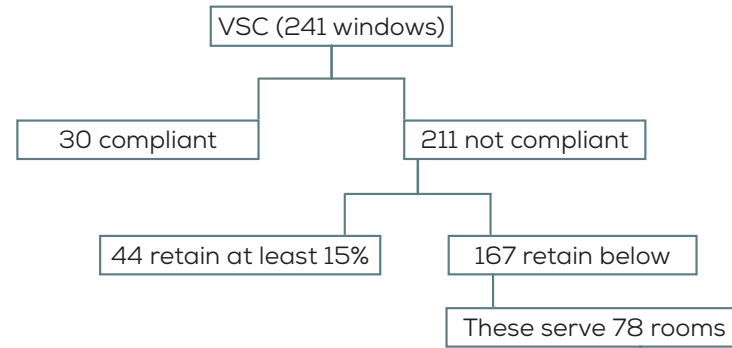 VSC (241 windows)
30 compliant
211 not compliant
44 retain at least 15%
167 retain below
These serve 78 rooms